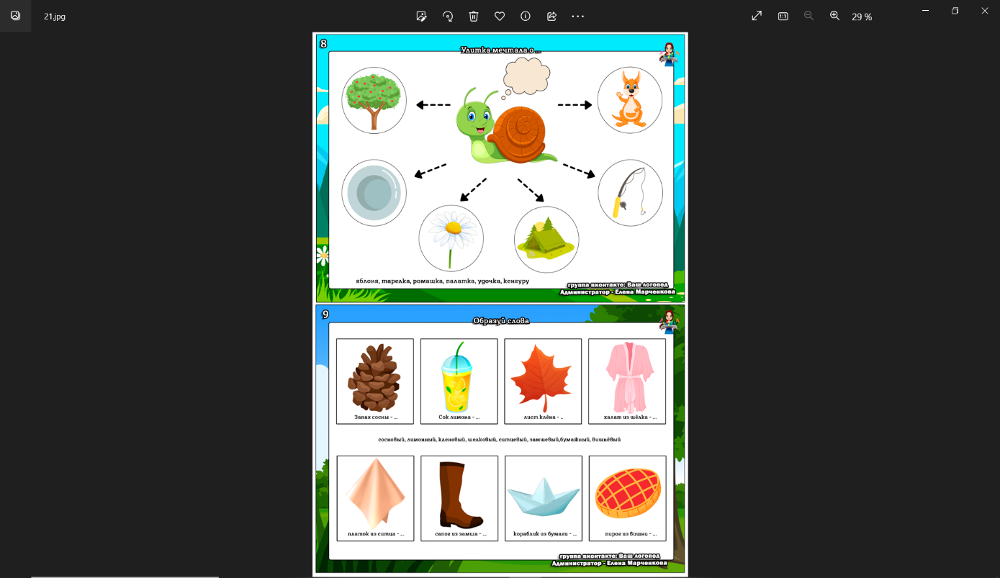 21.jpg
29 %
8
Улитка мечтала о ...
яблоня, тарелка, ромашка, палатка, удочка, кенгуру
группа вконтакте: Ваш логопед
Администратор - Елена Марченкова
9
Образуй слова
Запах сосны - ...
Сок лимона - ...
лист клёна - ..
халат из шёлка - ...
сосновый, лимонный, кленовый, шелковый, ситцевый, замшевый,бумажный, вишнёвый
платок из ситца - ...
сапог из замша - ...
кораблик из бумаги - ...
пирог из вишни - ...
группа вконтакте: Ваш логопед
Администратор - Елена Марченкова